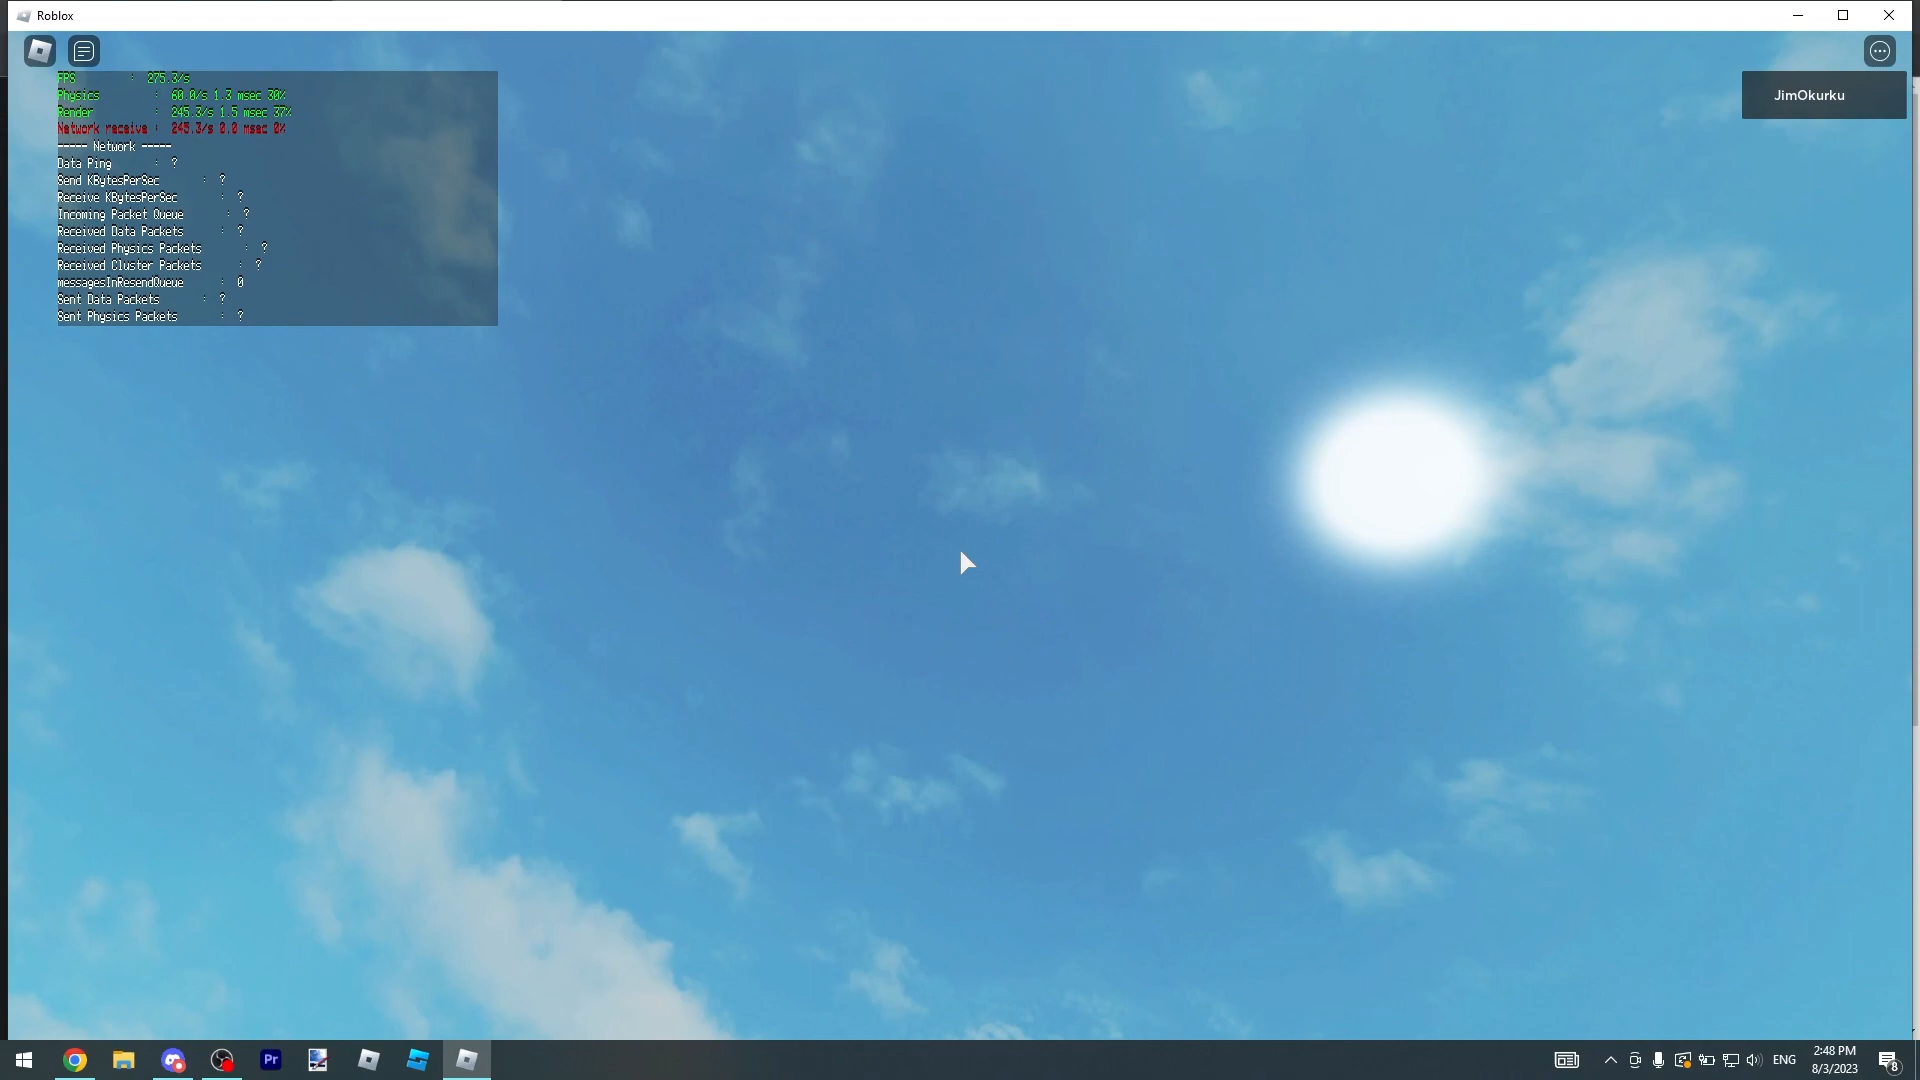 Roblox
FPS : 275.3/s
Physics : 60.0/s 1.3 msec 30%
Render : 245.3/s 1.5 msec 37%
Network receive : 245.3/s 0.0 msec 0%
----- Network -----
Data Ping : ?
Send KBytesPerSec : ?
Receive KBytesPerSec : ?
Incoming Packet Queue : ?
Received Data Packets : ?
Received Physics Packets : ?
Received Cluster Packets : ?
messagesInResendQueue : 0
Sent Data Packets : ?
Sent Physics Packets : ?
JimOkurku
Pr
ENG
2:48 PM
8/3/2023
8